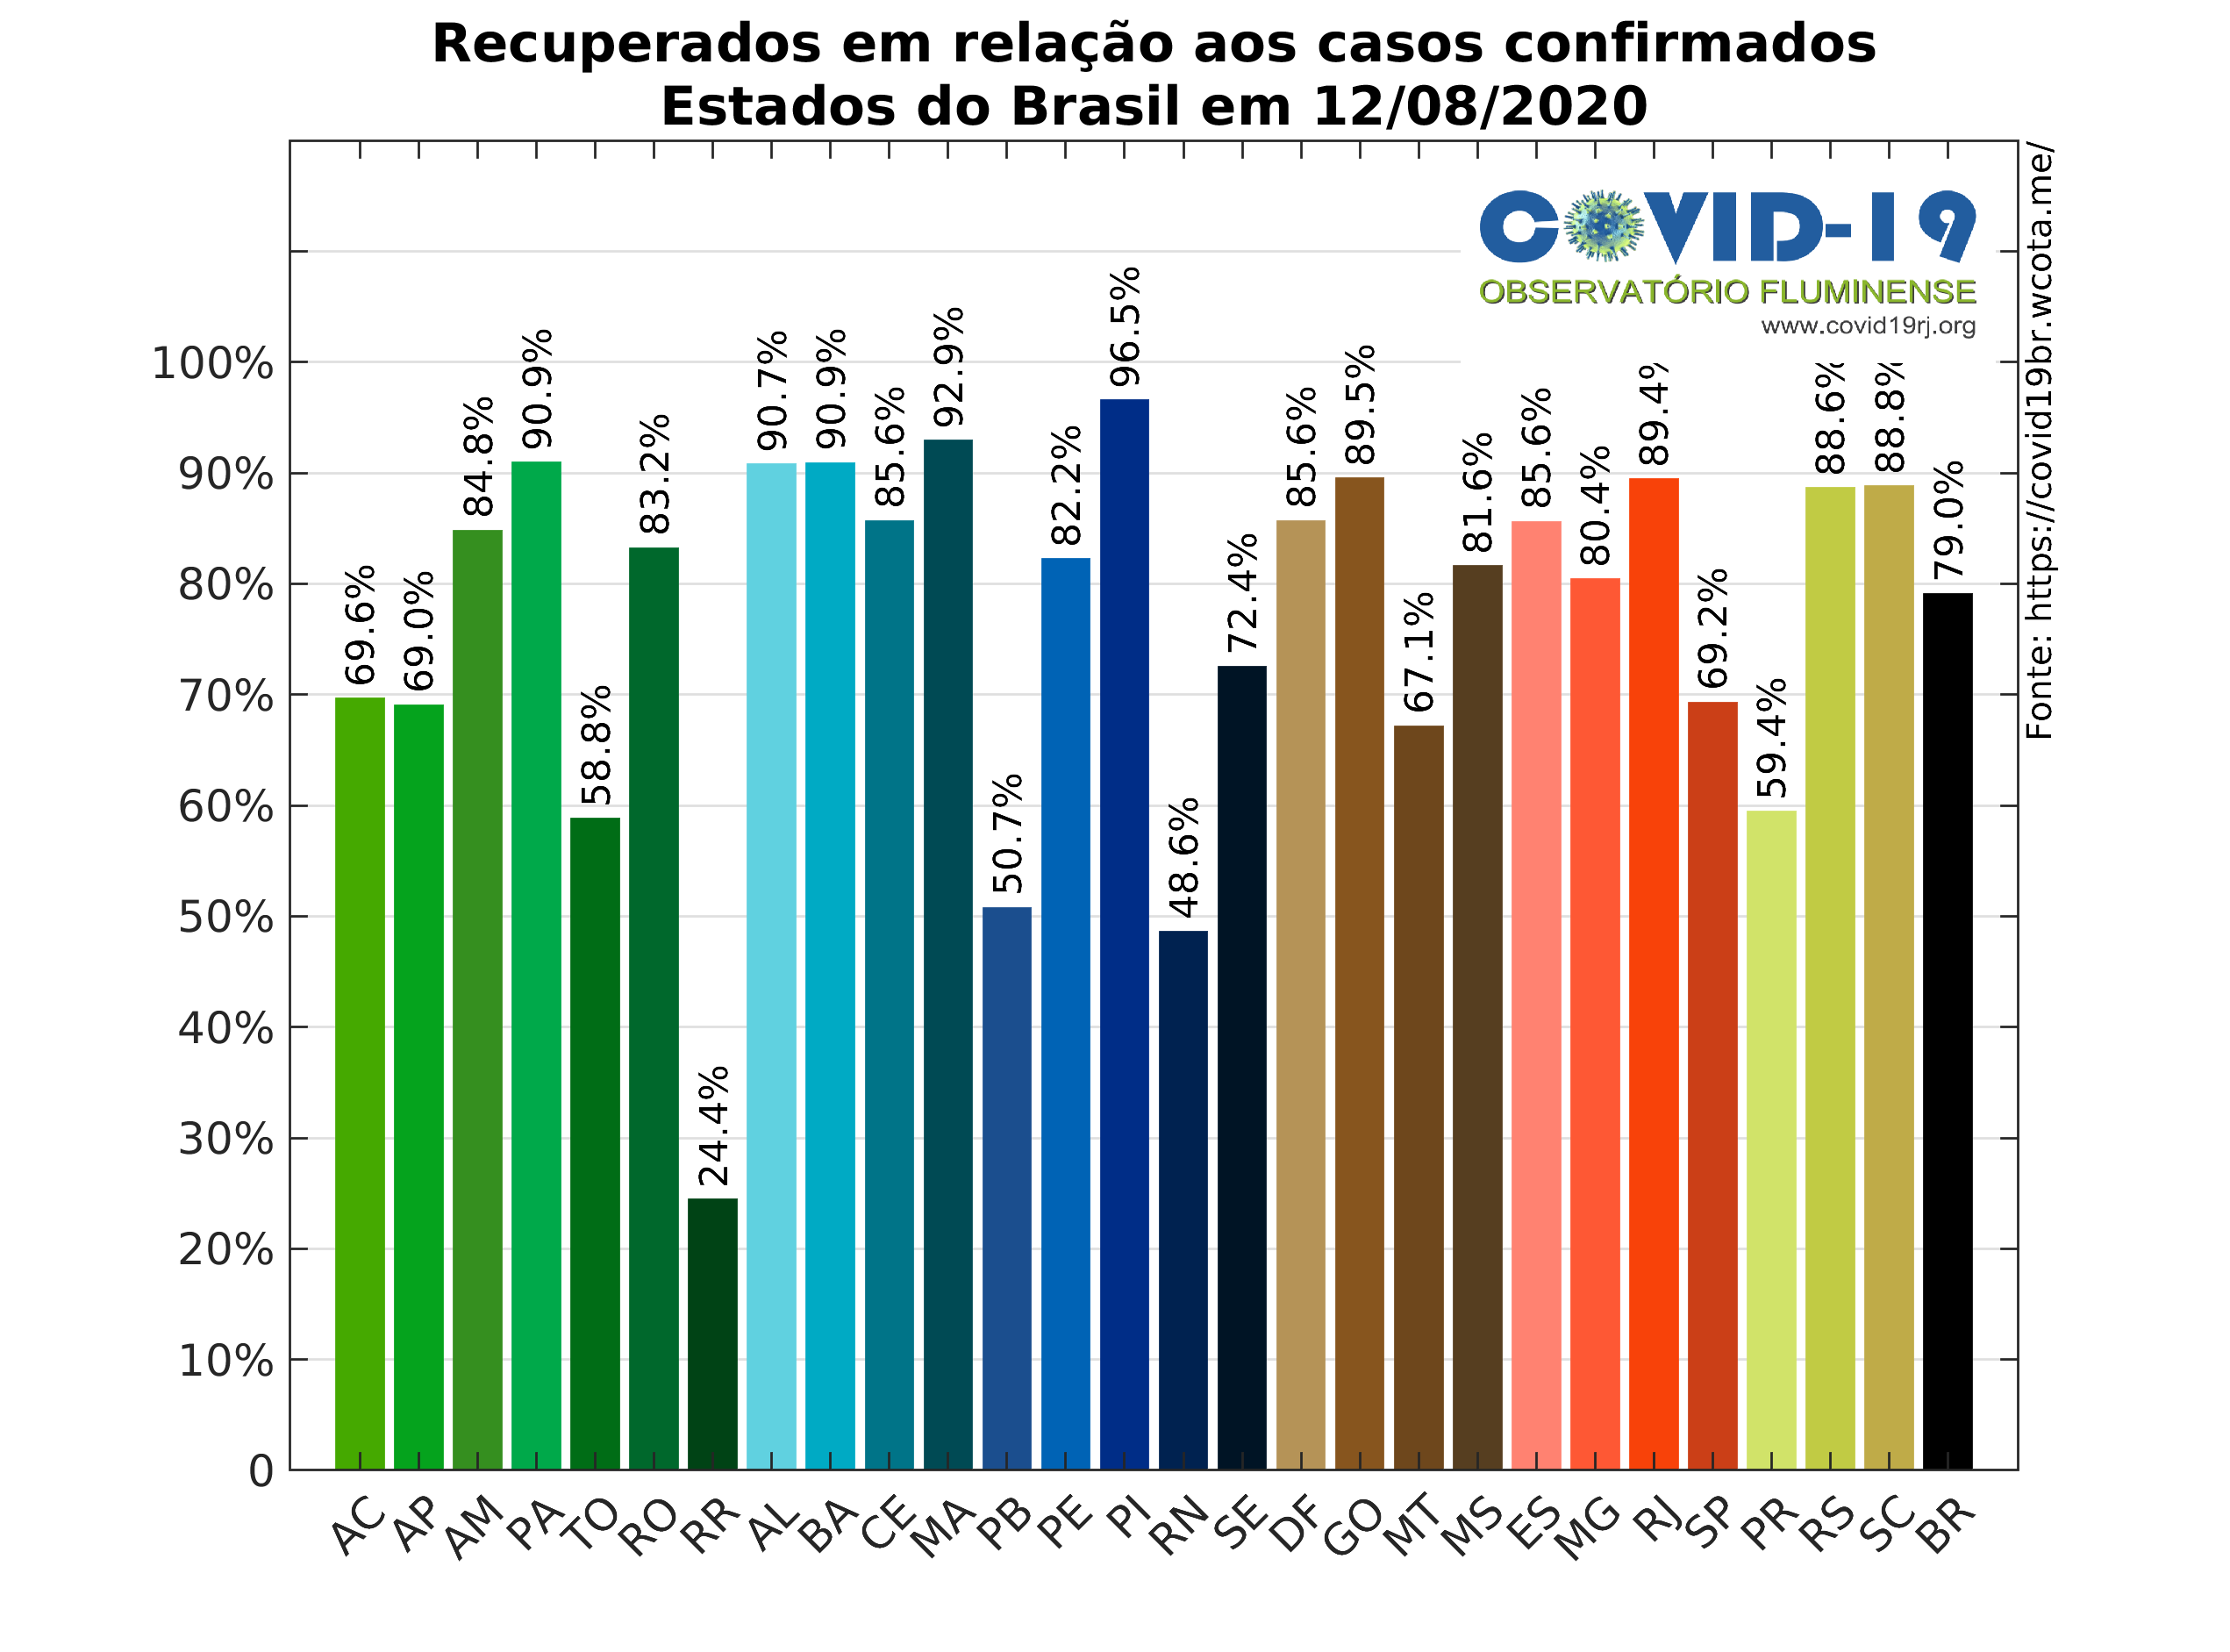 Recuperados em relação aos casos confirmados
Estados do Brasil em 12/08/2020
COVID-19
OBSERVATÓRIO FLUMINENSE
www.covid19rj.org
Fonte: https://covid19br.wcota.me/
100%
90%
80%
70%
60%
50%
40%
30%
20%
10%
0
69.6%
69.0%
84.8%
90.9%
58.8%
83.2%
24.4%
90.7%
90.9%
85.6%
92.9%
50.7%
82.2%
96.5%
48.6%
72.4%
85.6%
89.5%
67.1%
81.6%
85.6%
80.4%
89.4%
69.2%
59.4%
88.6%
88.8%
79.0%
AC
AP
AM
PA
TO
RO
RR
AL
BA
CE
MA
PB
PE
PI
RN
SE
DF
GO
MT
MS
ES
MG
RJ
SP
PR
RS
SC
BR